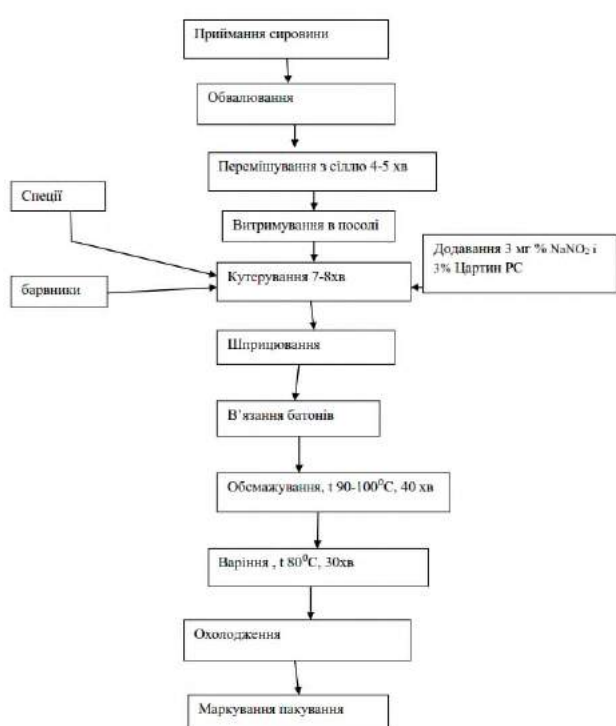 Приймання сировини
Обвалювання
Перемішування з сіллю 4-5 хв
Спеції
Витримування в посолі
Додавання 3 мг % NaNO₂ і
3% Цартин РС
барвники
Кутерування 7-8хв
Шприцювання
В’язання батонів
Обсмажування, t 90-100⁰С, 40 хв
Варіння , t 80⁰С, 30хв
Охолодження
Маркування пакування